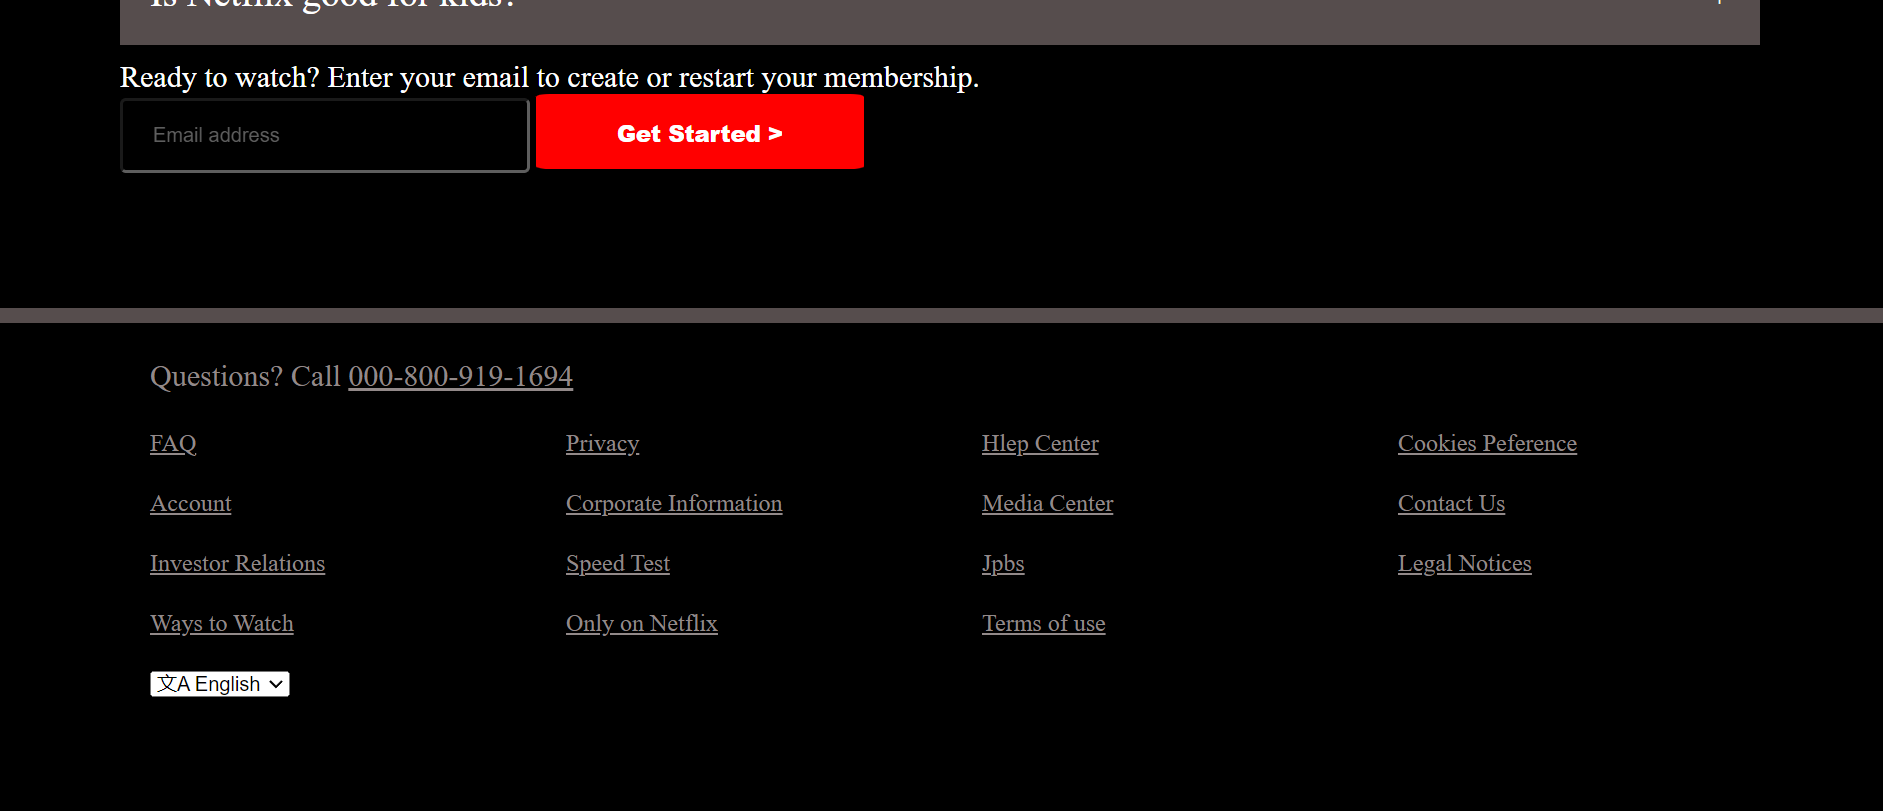 Is Netflix good for kids?
+
Ready to watch? Enter your email to create or restart your membership.
Email address
Get Started >
Questions? Call 000-800-919-1694
FAQ Privacy Hlep Center Cookies Peference
Account Corporate Information Media Center Contact Us
Investor Relations Speed Test Jpbs Legal Notices
Ways to Watch Only on Netflix Terms of use
文A English